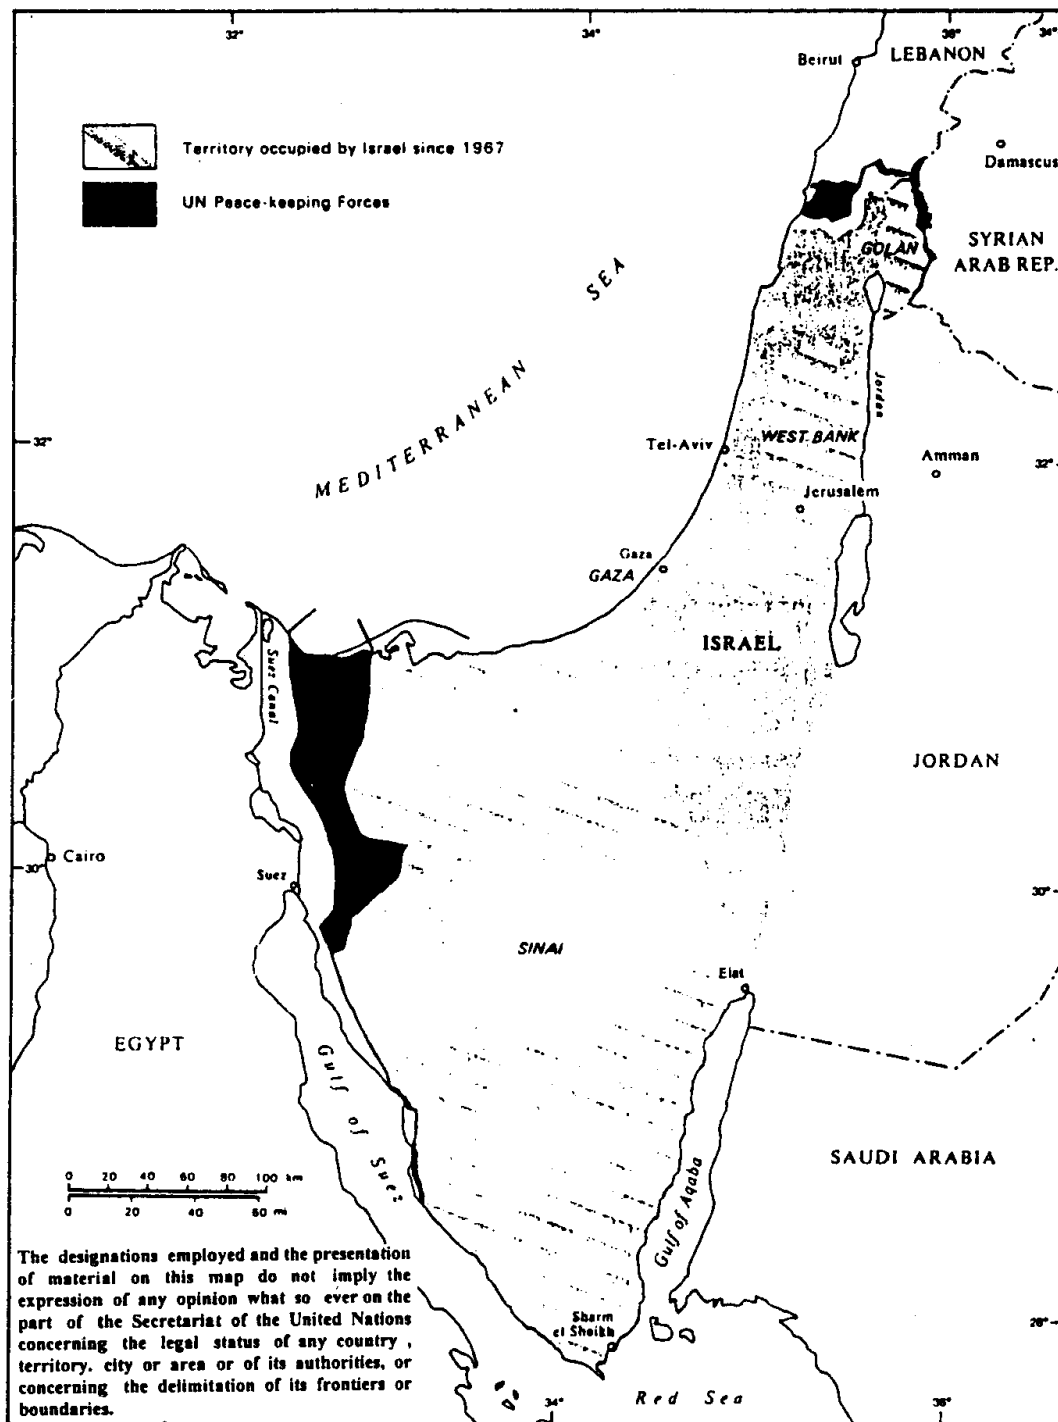 32°
34°
36°
34°
Beirut
LEBANON
Damascus
Territory occupied by Israel since 1967
UN Peace-keeping Forces
GOLAN
SYRIAN
ARAB REP.
MEDITERRANEAN SEA
Jordan
32°
Tel-Aviv
WEST BANK
Amman
32°
Jerusalem
Gaza
GAZA
ISRAEL
Suez Canal
JORDAN
Cairo
30°
Suez
30°
SINAI
Elat
EGYPT
Gulf of Suez
SAUDI ARABIA
Gulf of Aqaba
0 20 40 60 80 100 km
0 20 40 60 mi
The designations employed and the presentation
of material on this map do not imply the
expression of any opinion what so ever on the
part of the Secretariat of the United Nations
concerning the legal status of any country ,
territory. city or area or of its authorities, or
concerning the delimitation of its frontiers or
boundaries.
Sharm
el Sheikh
28°
Red Sea
34°
36°